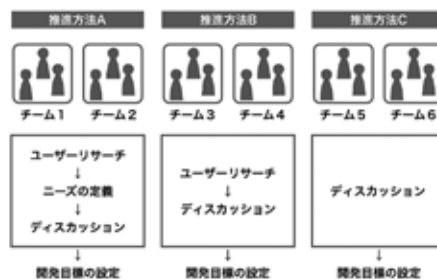 推進方法A
推進方法B
推進方法C
チーム1
チーム2
チーム3
チーム4
チーム5
チーム6
ユーザーリサーチ
↓
ニーズの定義
↓
ディスカッション
↓
開発目標の設定
ユーザーリサーチ
↓
ディスカッション
↓
開発目標の設定
ディスカッション
↓
開発目標の設定